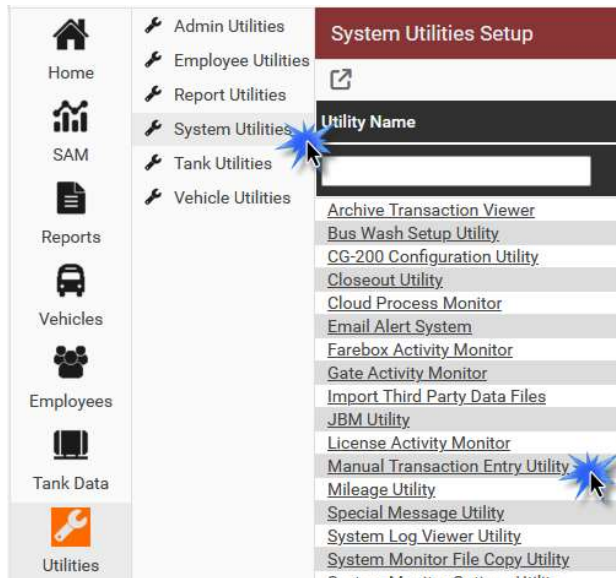 Home
SAM
Reports
Vehicles
Employees
Tank Data
Utilities
Admin Utilities
Employee Utilities
Report Utilities
System Utilities
Tank Utilities
Vehicle Utilities
System Utilities Setup
Utility Name
Archive Transaction Viewer
Bus Wash Setup Utility
CG-200 Configuration Utility
Closeout Utility
Cloud Process Monitor
Email Alert System
Farebox Activity Monitor
Gate Activity Monitor
Import Third Party Data Files
JBM Utility
License Activity Monitor
Manual Transaction Entry Utility
Mileage Utility
Special Message Utility
System Log Viewer Utility
System Monitor File Copy Utility